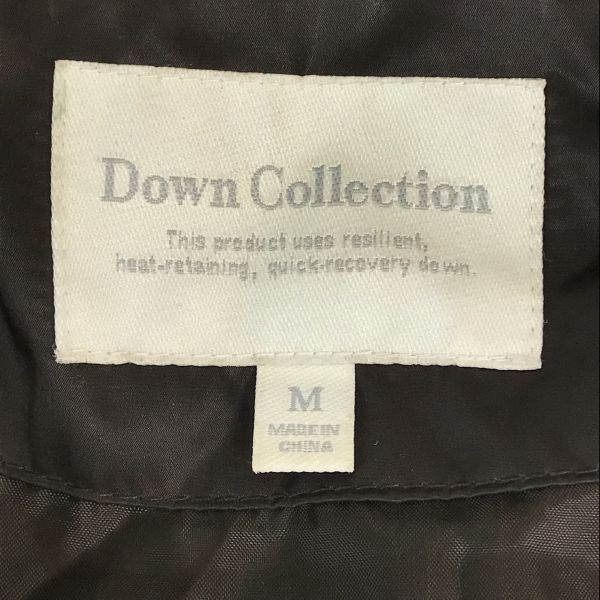 Down Collection
This product uses resilient,
heat-retaining, quick-recovery down.
M
MADE IN
CHINA